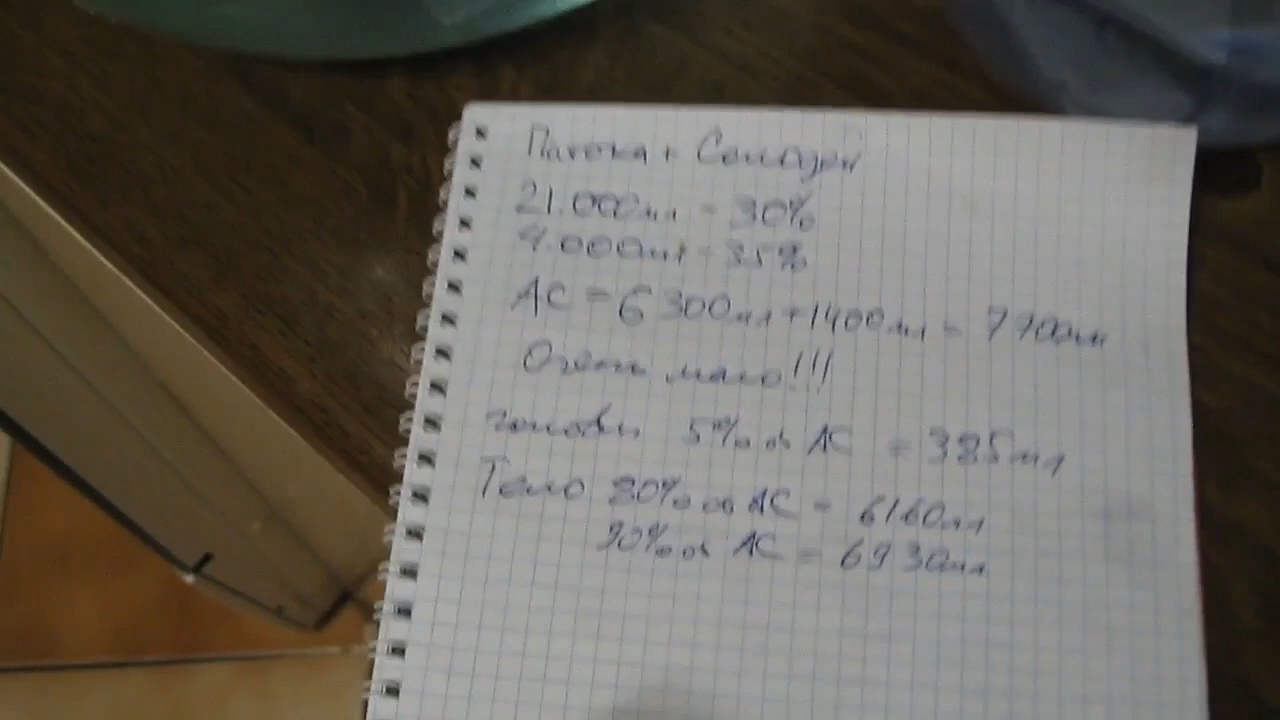 Патока + Солодок
21.000мл - 30%
4.000мл - 35%
АС = 6300мл + 1400мл = 7700мл
Очень мало!!!
головы 5% от АС = 385мл
Тело 80% от АС - 6160мл
90% от АС = 6930мл